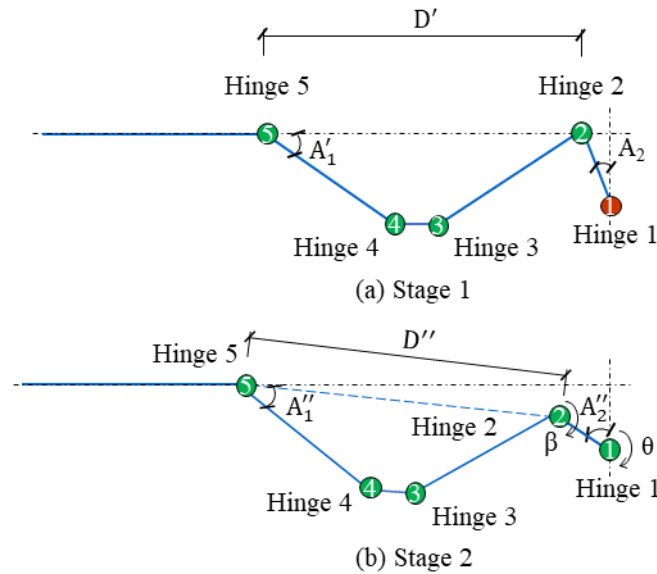 D′
Hinge 5
Hinge 2
5
2
A′₁
A₂
1
Hinge 4
4
3
Hinge 3
Hinge 1
(a) Stage 1
D′′
Hinge 5
5
A′′₁
Hinge 2
2
A′′₂
β
1
θ
Hinge 4
4
3
Hinge 3
Hinge 1
(b) Stage 2